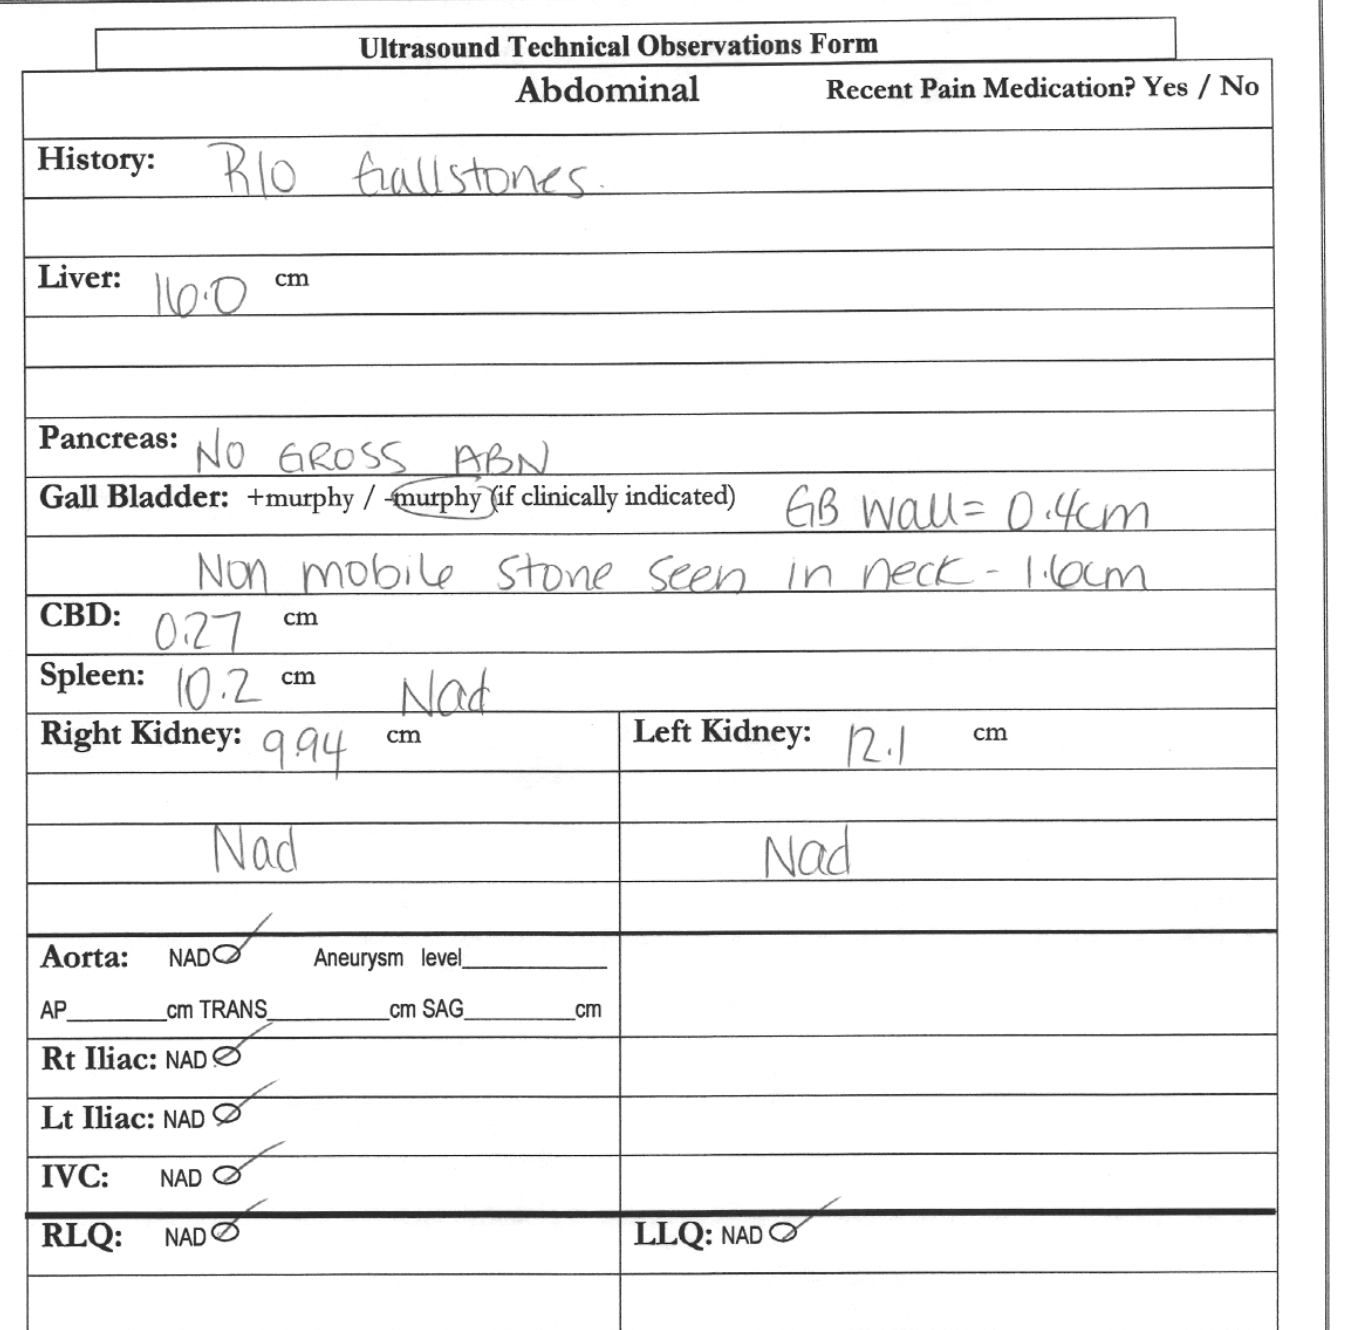 Ultrasound Technical Observations Form
Abdominal Recent Pain Medication? Yes / No
History: R/O Gallstones.
Liver: 16.0 cm
Pancreas: NO GROSS ABN
Gall Bladder: +murphy / -murphy (if clinically indicated) GB wall = 0.4cm
Non mobile stone seen in neck - 1.6cm
CBD: 0.27 cm
Spleen: 10.2 cm Nad
Right Kidney: 9.94 cm Left Kidney: 12.1 cm
Nad Nad
Aorta: NAD Aneurysm level
AP cm TRANS cm SAG cm
Rt Iliac: NAD
Lt Iliac: NAD
IVC: NAD
RLQ: NAD LLQ: NAD